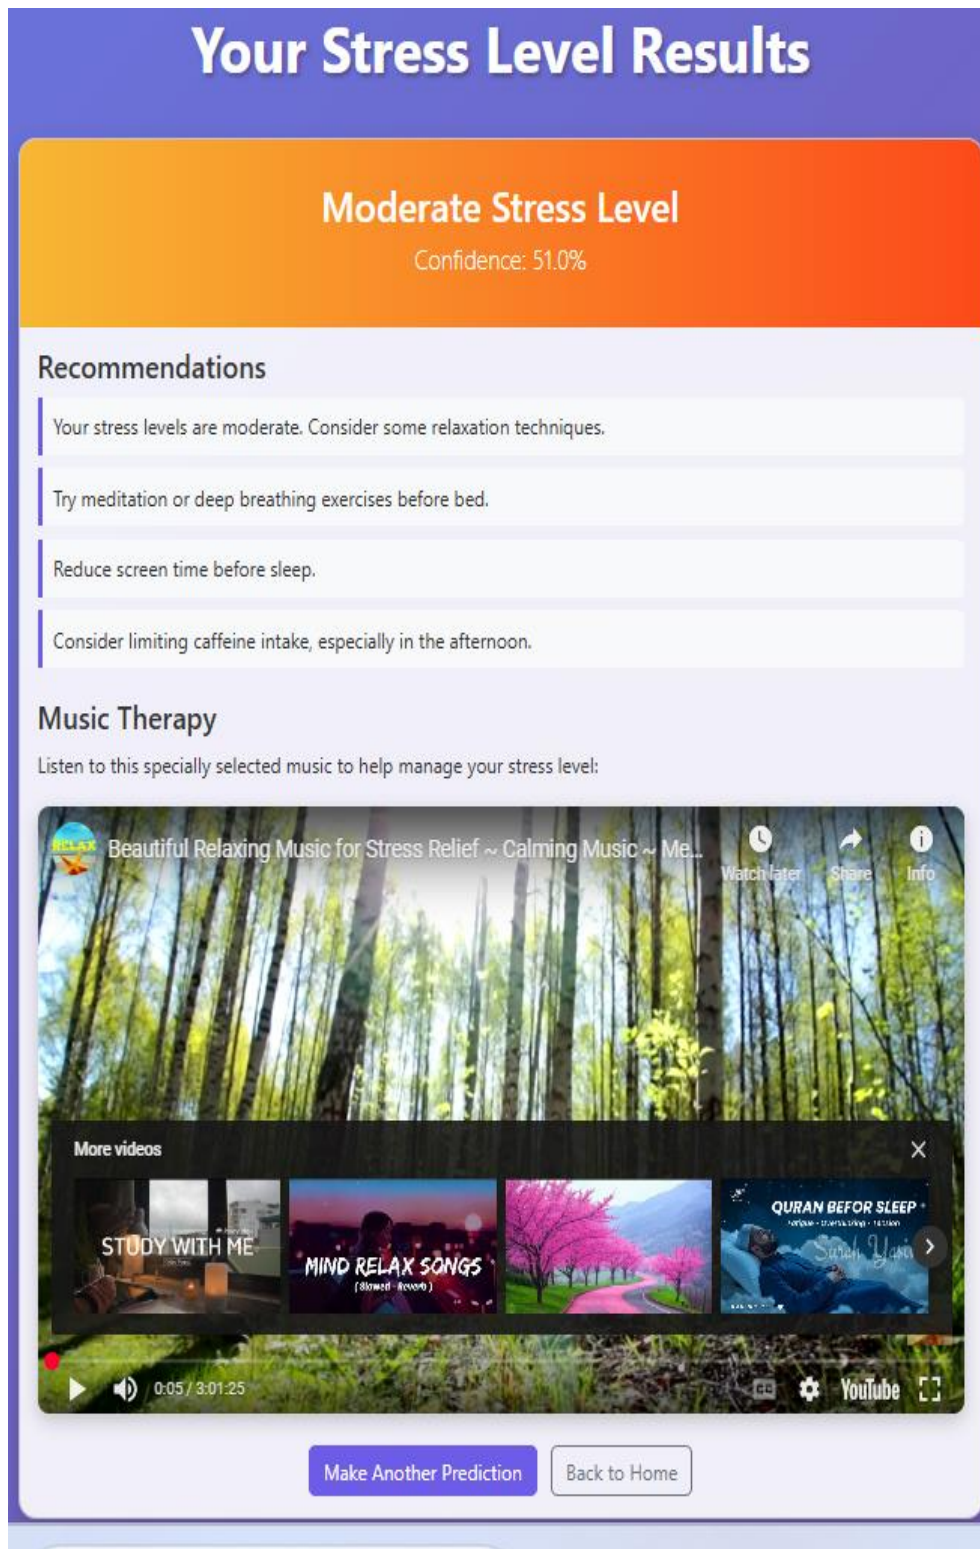 Your Stress Level Results
Moderate Stress Level
Confidence: 51.0%
Recommendations
Your stress levels are moderate. Consider some relaxation techniques.
Try meditation or deep breathing exercises before bed.
Reduce screen time before sleep.
Consider limiting caffeine intake, especially in the afternoon.
Music Therapy
Listen to this specially selected music to help manage your stress level:
RELAX
Beautiful Relaxing Music for Stress Relief ~ Calming Music ~ Me...
Watch later
Share
Info
More videos
STUDY WITH ME
MIND RELAX SONGS
(Slowed - Reverb)
QURAN BEFOR SLEEP
Surah Yasin
0:05 / 3:01:25
CC
YouTube
Make Another Prediction
Back to Home